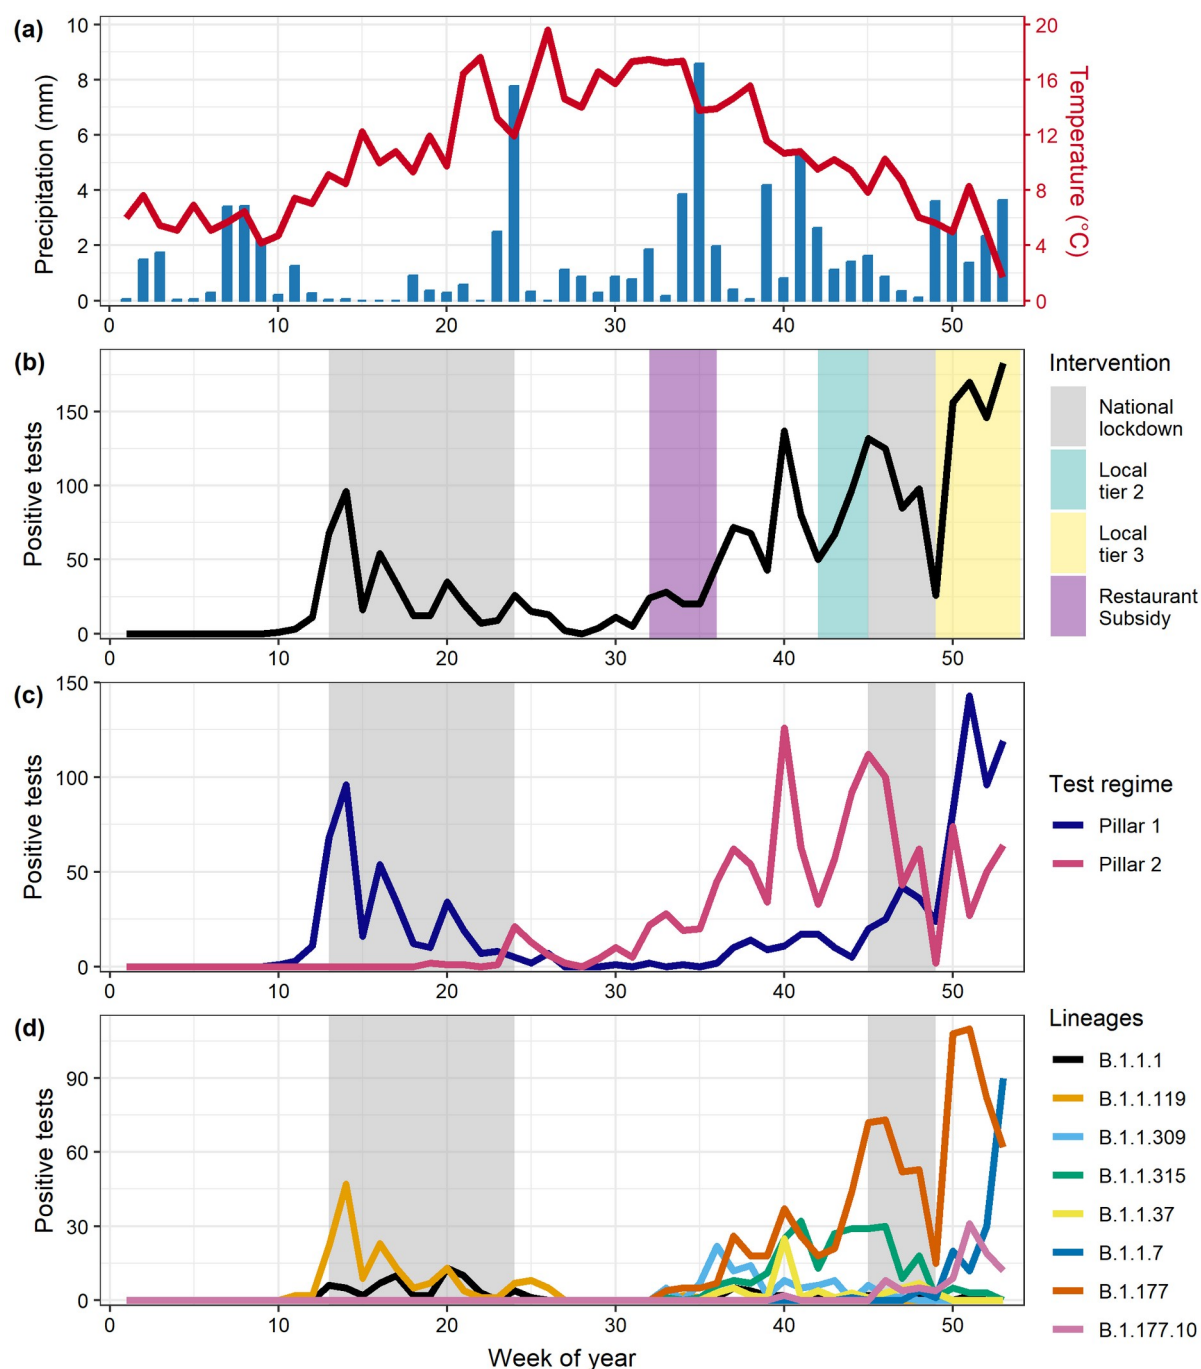 (a)
Precipitation (mm)
10
8
6
4
2
0
20
16
12
8
4
0
Temperature (°C)
0
10
20
30
40
50
(b)
Positive tests
150
100
50
0
0
10
20
30
40
50
Intervention
National
lockdown
Local
tier 2
Local
tier 3
Restaurant
Subsidy
(c)
Positive tests
150
100
50
0
0
10
20
30
40
50
Test regime
Pillar 1
Pillar 2
(d)
Positive tests
90
60
30
0
0
10
20
30
40
50
Week of year
Lineages
B.1.1.1
B.1.1.119
B.1.1.309
B.1.1.315
B.1.1.37
B.1.1.7
B.1.177
B.1.177.10